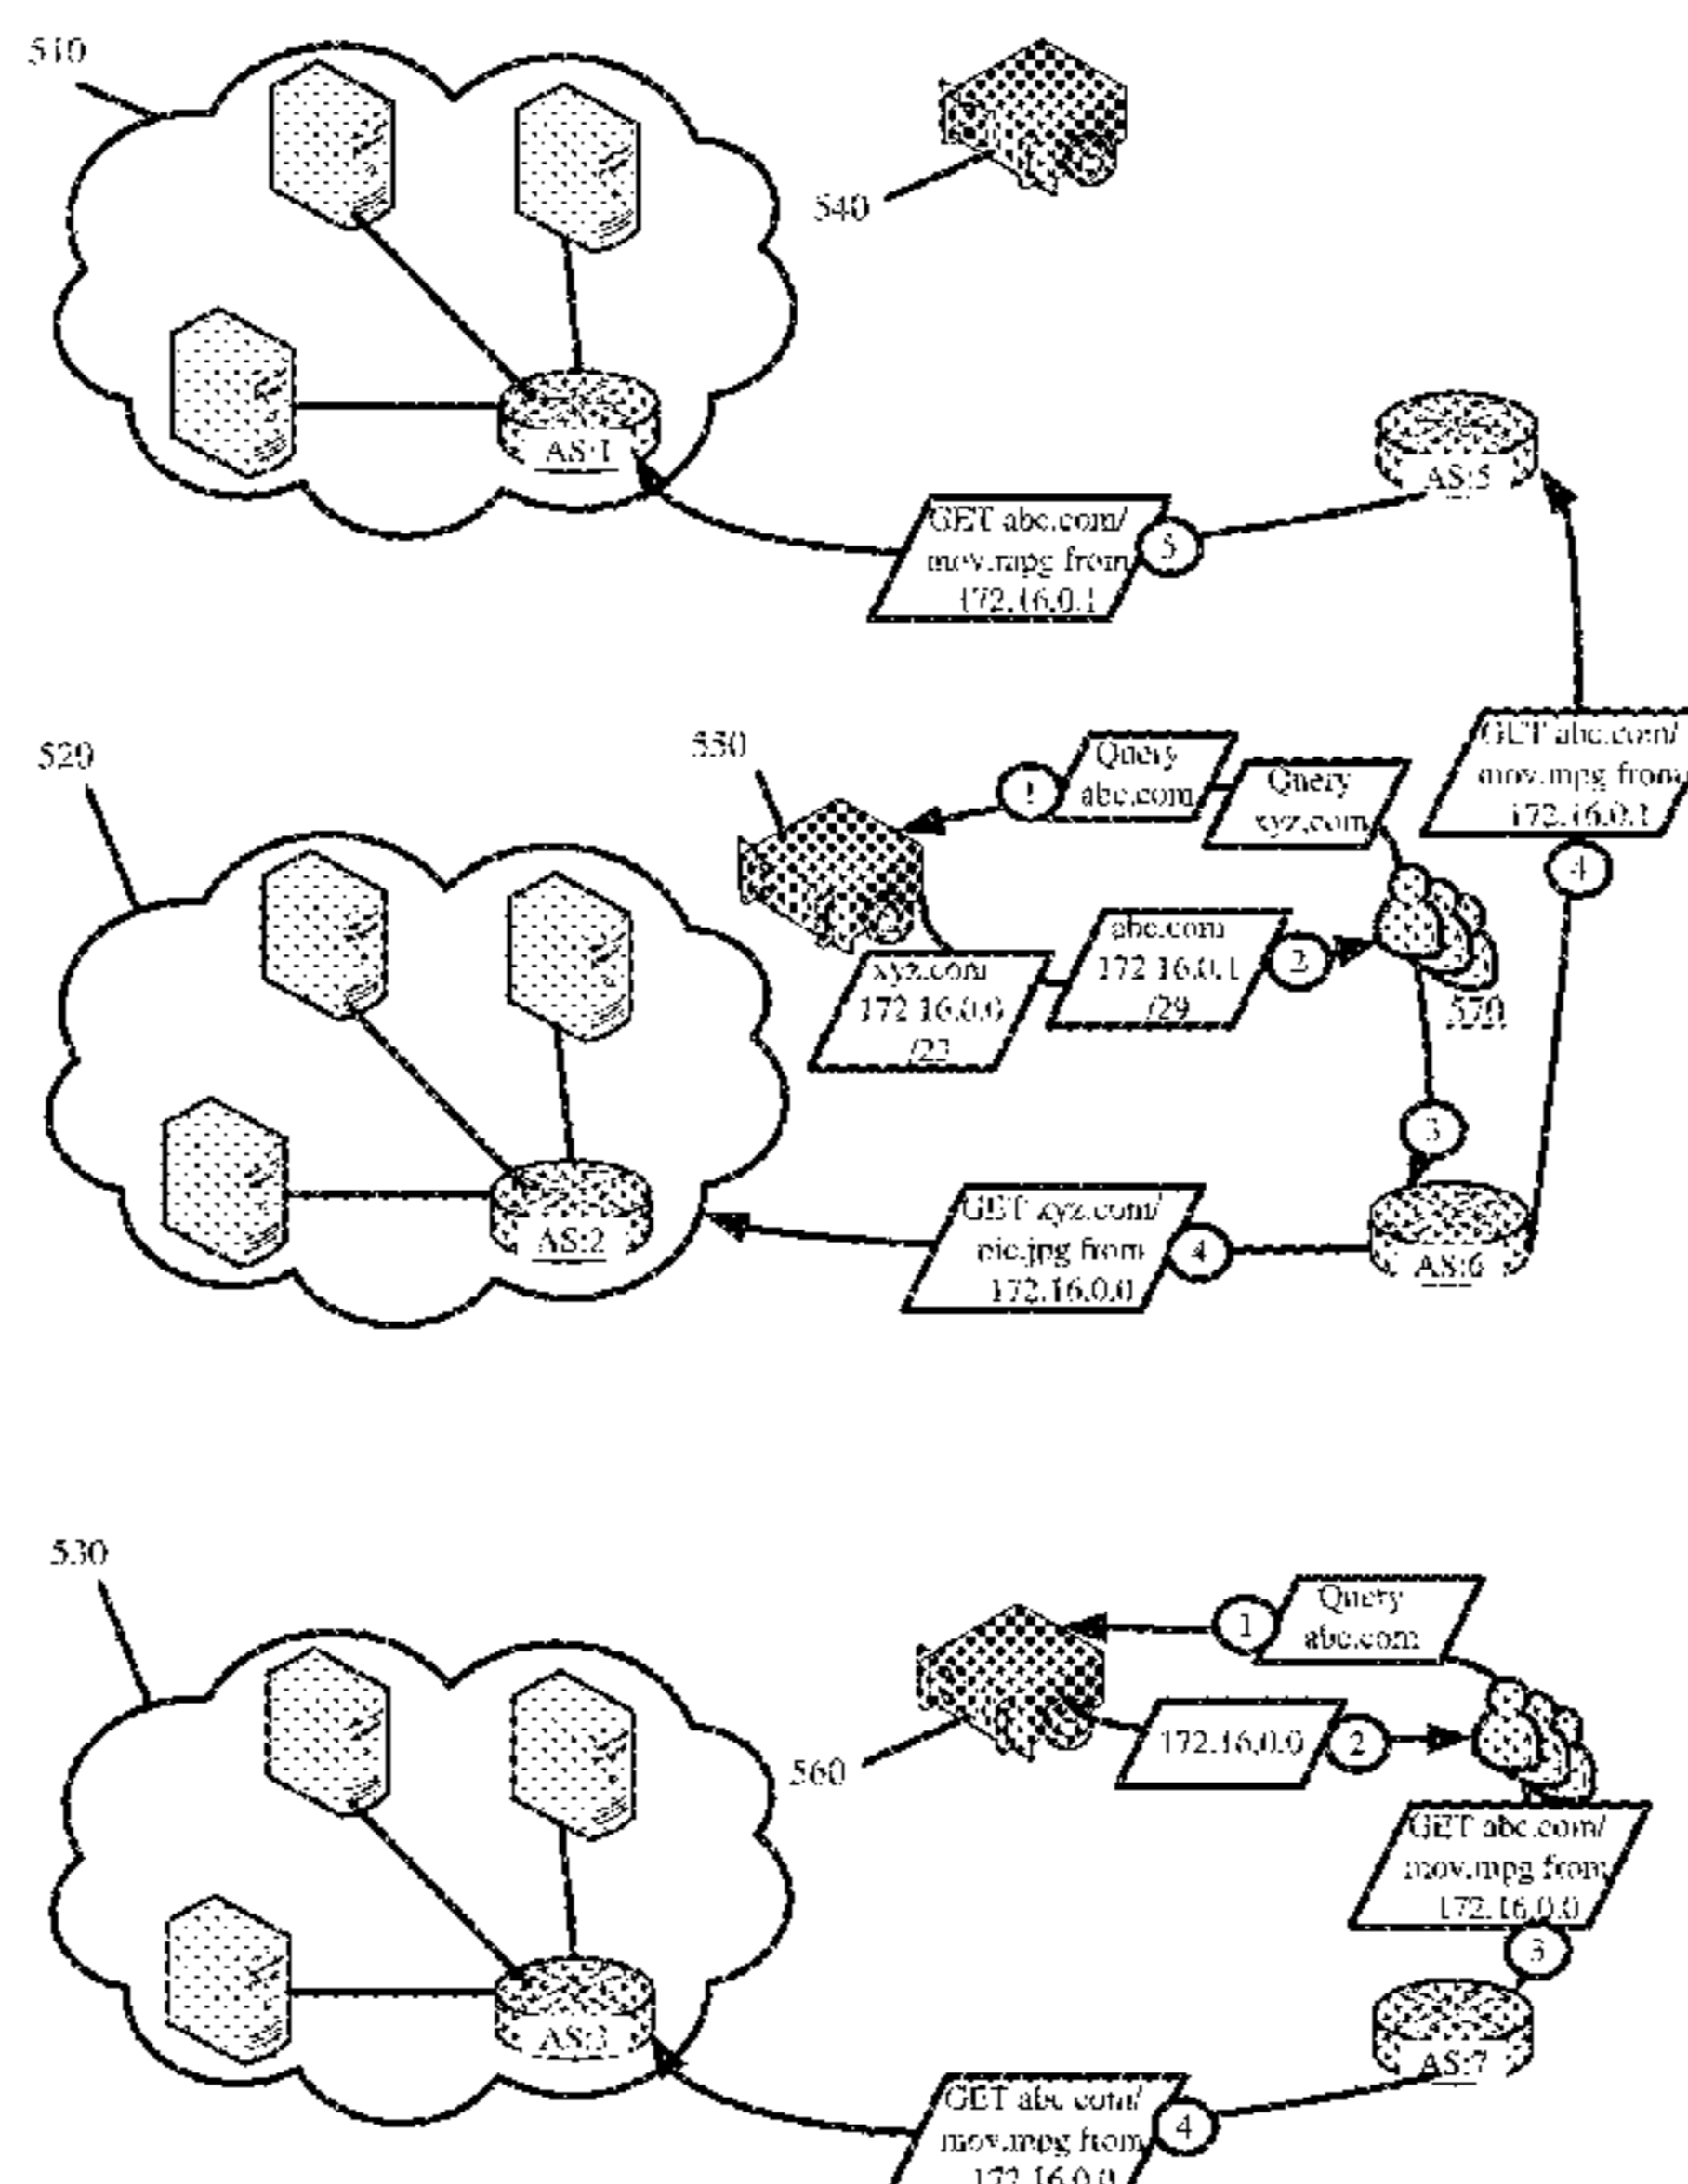 510
540
AS:1
AS:5
GET abc.com/
mov.mpg from
172.16.0.1
5
520
550
1
Query
abc.com
Query
xyz.com
GET abc.com/
mov.mpg from
172.16.0.1
4
xyz.com
172.16.0.0
abc.com
172.16.0.1
/29
2
570
3
AS:2
GET xyz.com/
pic.jpg from
172.16.0.0
4
AS:6
530
560
1
Query
abc.com
172.16.0.0
2
GET abc.com/
mov.mpg from
172.16.0.0
3
AS:3
AS:7
GET abc.com/
mov.mpg from
172.16.0.0
4